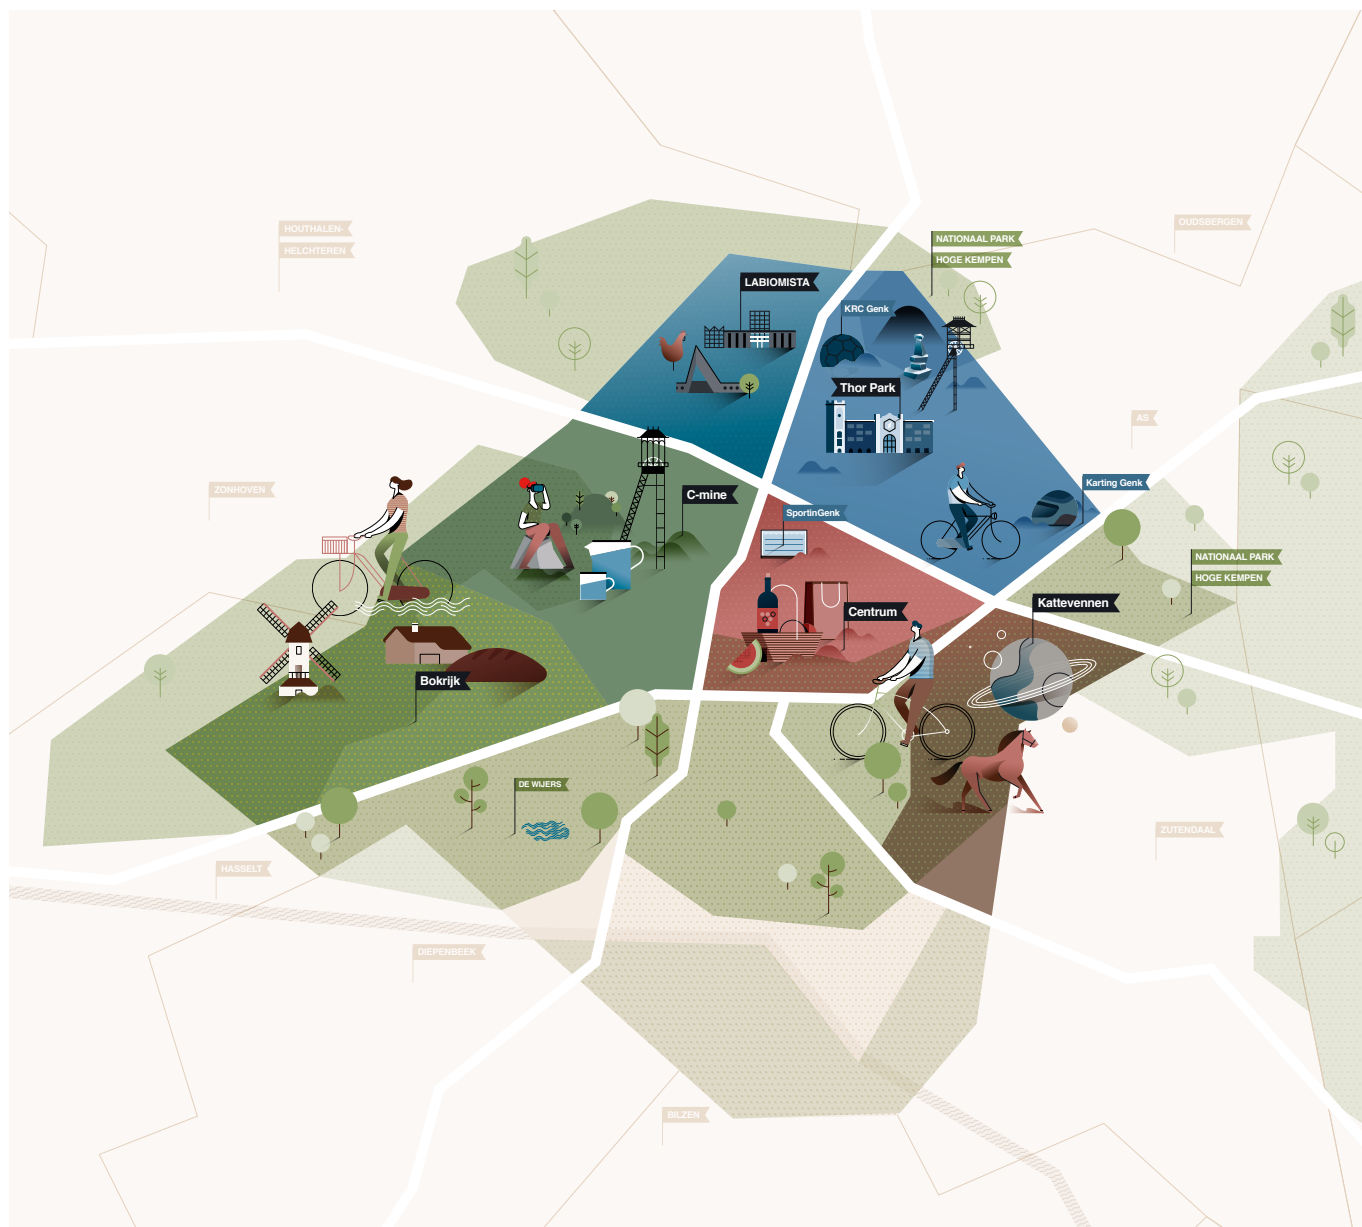 OUDSBERGEN
HOUTHALEN-
HELCHTEREN
NATIONAAL PARK
HOGE KEMPEN
LABIOMISTA
KRC Genk
Thor Park
AS
ZONHOVEN
C-mine
Karting Genk
SportinGenk
NATIONAAL PARK
HOGE KEMPEN
Kattevennen
Centrum
Bokrijk
DE WIJERS
ZUTENDAAL
HASSELT
DIEPENBEEK
BILZEN